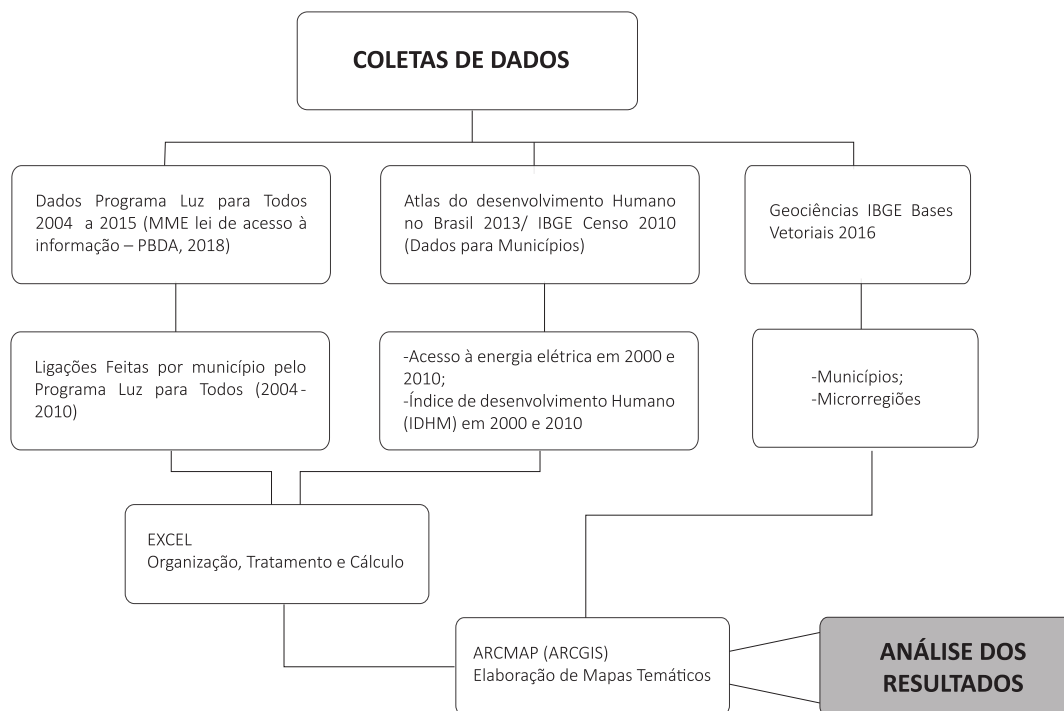 COLETAS DE DADOS
Dados Programa Luz para Todos
2004 a 2015 (MME lei de acesso à
informação – PBDA, 2018)
Atlas do desenvolvimento Humano
no Brasil 2013/ IBGE Censo 2010
(Dados para Municípios)
Geociências IBGE Bases
Vetoriais 2016
Ligações Feitas por município pelo
Programa Luz para Todos (2004-
2010)
-Acesso à energia elétrica em 2000 e
2010;
-Índice de desenvolvimento Humano
(IDHM) em 2000 e 2010
-Municípios;
-Microrregiões
EXCEL
Organização, Tratamento e Cálculo
ARCMAP (ARCGIS)
Elaboração de Mapas Temáticos
ANÁLISE DOS
RESULTADOS